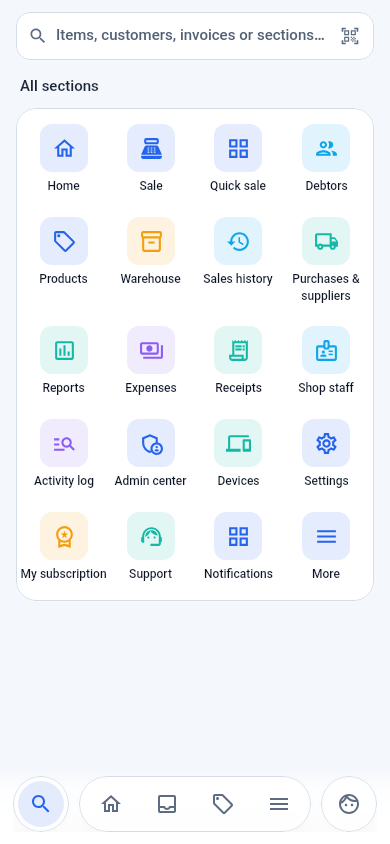 Items, customers, invoices or sections...
All sections
Home
Sale
Quick sale
Debtors
Products
Warehouse
Sales history
Purchases &
suppliers
Reports
Expenses
Receipts
Shop staff
Activity log
Admin center
Devices
Settings
My subscription
Support
Notifications
More